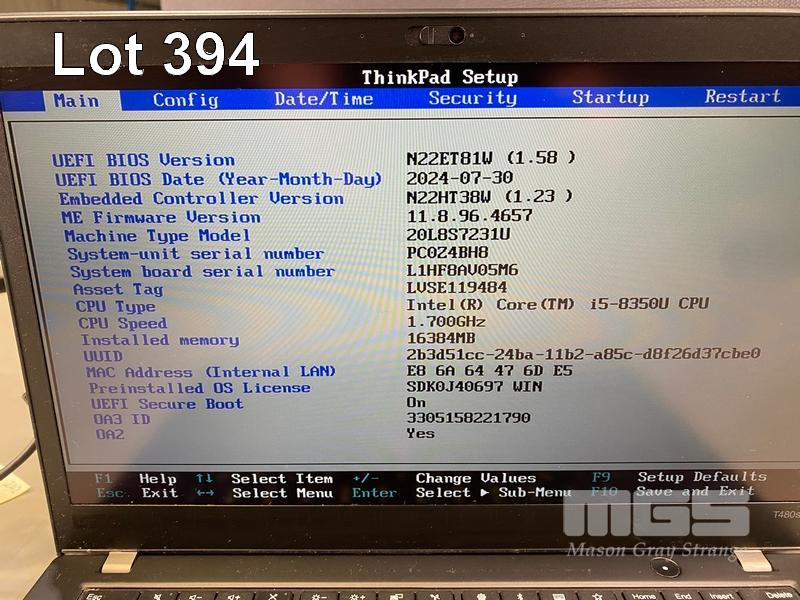 Lot 394
ThinkPad Setup
Main Config Date/Time Security Startup Restart
UEFI BIOS Version N22ET81W (1.58 )
UEFI BIOS Date (Year-Month-Day) 2024-07-30
Embedded Controller Version N22HT38W (1.23 )
ME Firmware Version 11.8.96.4657
Machine Type Model 20L8S7231U
System-unit serial number PC0Z4BH8
System board serial number L1HF8AV05M6
Asset Tag LVSE119484
CPU Type Intel(R) Core(TM) i5-8350U CPU
CPU Speed 1.700GHz
Installed memory 16384MB
UUID 2b3d51cc-24ba-11b2-a85c-d8f26d37cbe0
MAC Address (Internal LAN) E8 6A 64 47 6D E5
Preinstalled OS License SDK0J40697 WIN
UEFI Secure Boot On
OA3 ID 3305158221790
OA2 Yes
F1 Help ↑↓ Select Item +/- Change Values F9 Setup Defaults
Esc Exit ←→ Select Menu Enter Select ▶ Sub-Menu F10 Save and Exit
MGS
T480s
Mason Gray Strange
Esc Home End Insert Delete